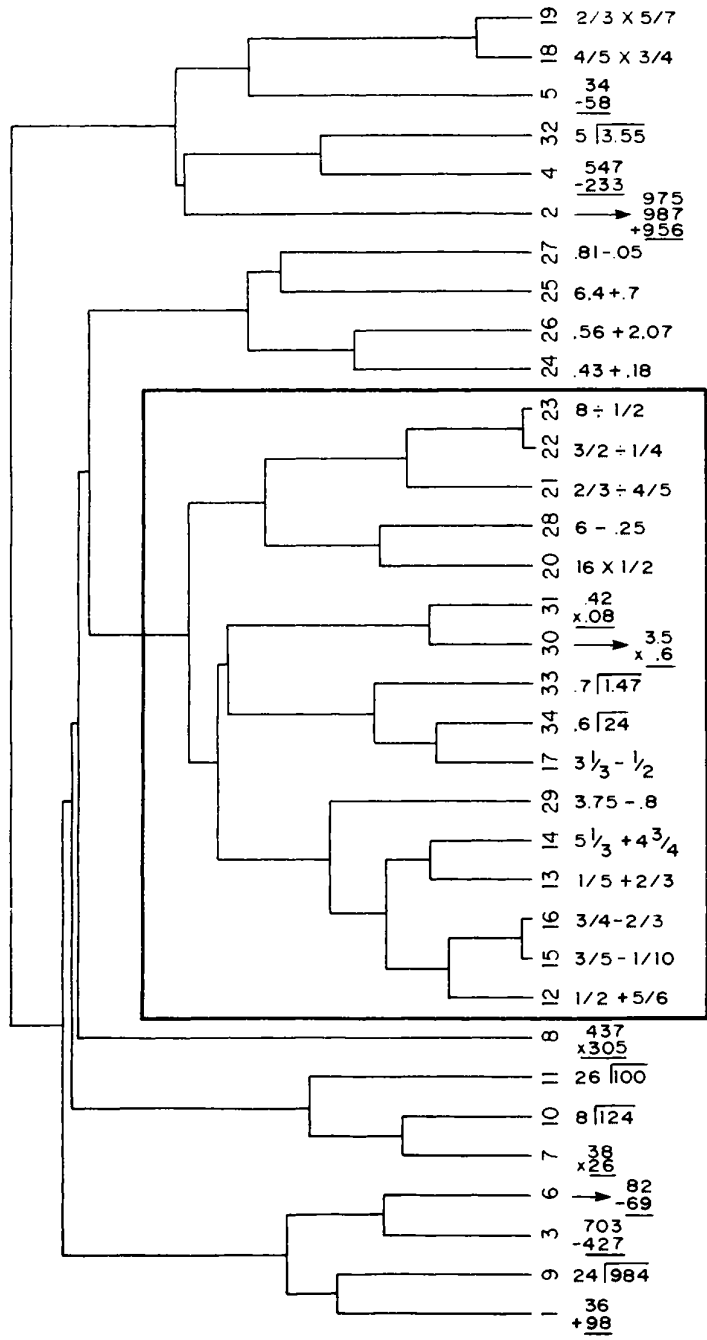 19 2/3 X 5/7
18 4/5 X 3/4
5 34
-58
32 5 ⟌3.55
4 547
-233
2 → 975
987
+956
27 .81-.05
25 6.4+.7
26 .56 + 2.07
24 .43+.18
23 8 ÷ 1/2
22 3/2 ÷ 1/4
21 2/3 ÷ 4/5
28 6 - .25
20 16 X 1/2
31 .42
x.08
30 → 3.5
x .6
33 .7 ⟌1.47
34 .6 ⟌24
17 3 1/3 - 1/2
29 3.75 - .8
14 5 1/3 + 4 3/4
13 1/5 + 2/3
16 3/4-2/3
15 3/5 - 1/10
12 1/2 + 5/6
8 437
x305
11 26 ⟌100
10 8 ⟌124
7 38
x26
6 → 82
-69
3 703
-427
9 24 ⟌984
1 36
+98